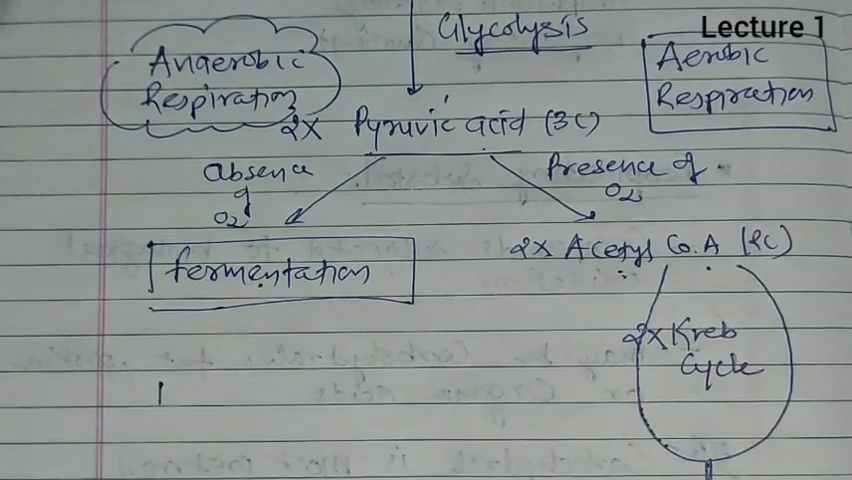 Glycolysis
Lecture 1
Anaerobic
Respiration
Aerobic
Respiration
2X Pyruvic acid (3C)
absence
of
O2
Presence of
O2
fermentation
2X Acetyl Co.A (2C)
2X Kreb
Cycle